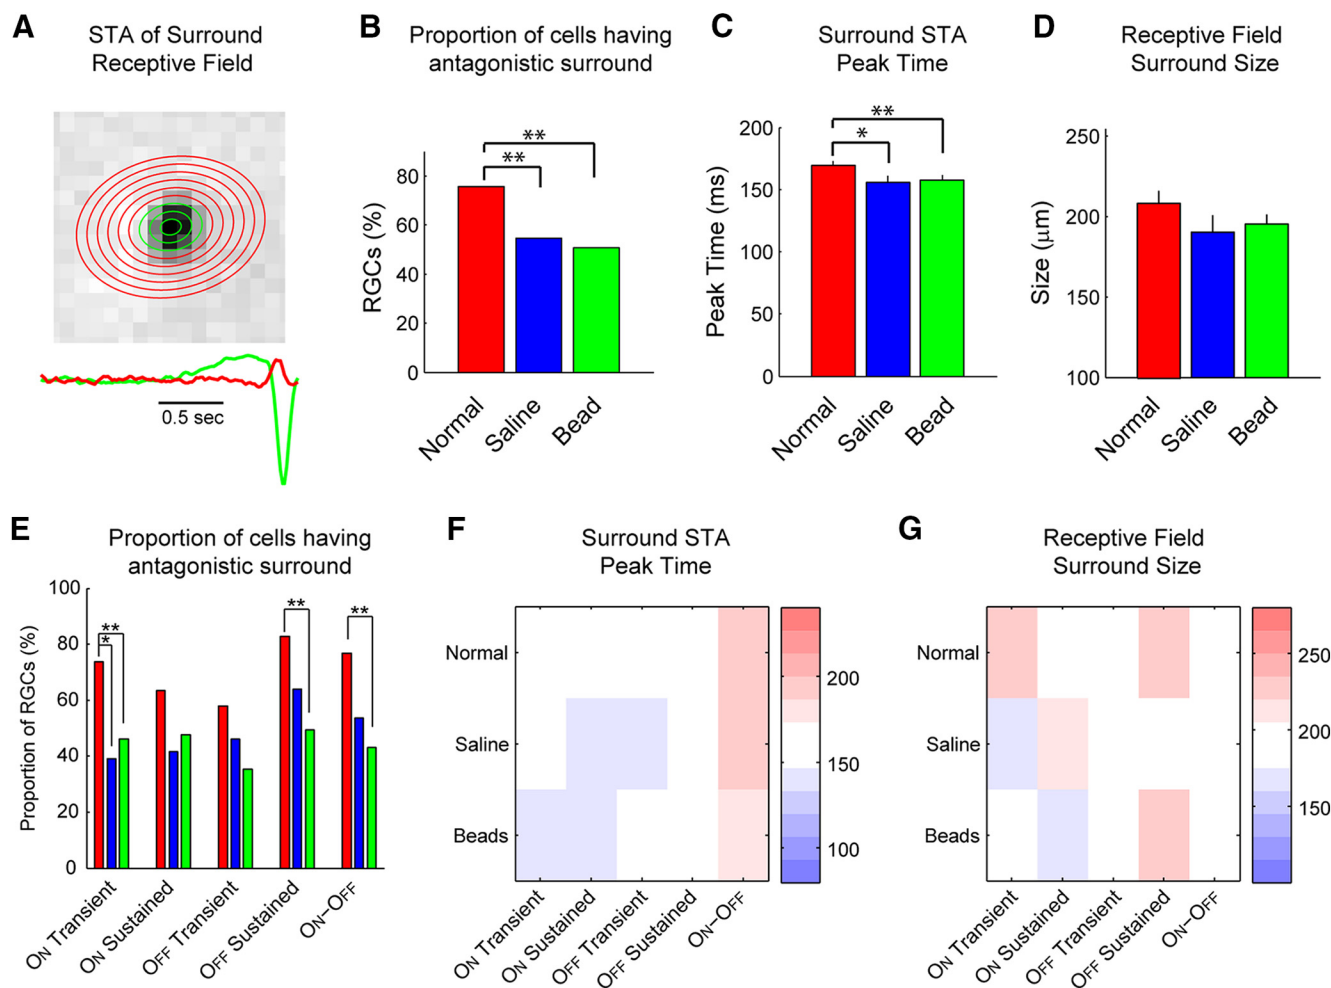 A
STA of Surround
Receptive Field
0.5 sec
B
Proportion of cells having
antagonistic surround
RGCs (%)
80
60
40
20
0
**
**
Normal
Saline
Bead
C
Surround STA
Peak Time
Peak Time (ms)
200
150
100
50
0
**
*
Normal
Saline
Bead
D
Receptive Field
Surround Size
Size (µm)
250
200
150
100
Normal
Saline
Bead
E
Proportion of cells having
antagonistic surround
Proportion of RGCs (%)
100
80
60
40
20
0
**
*
**
**
ON Transient
ON Sustained
OFF Transient
OFF Sustained
ON-OFF
F
Surround STA
Peak Time
Normal
Saline
Beads
200
150
100
ON Transient
ON Sustained
OFF Transient
OFF Sustained
ON-OFF
G
Receptive Field
Surround Size
Normal
Saline
Beads
250
200
150
ON Transient
ON Sustained
OFF Transient
OFF Sustained
ON-OFF